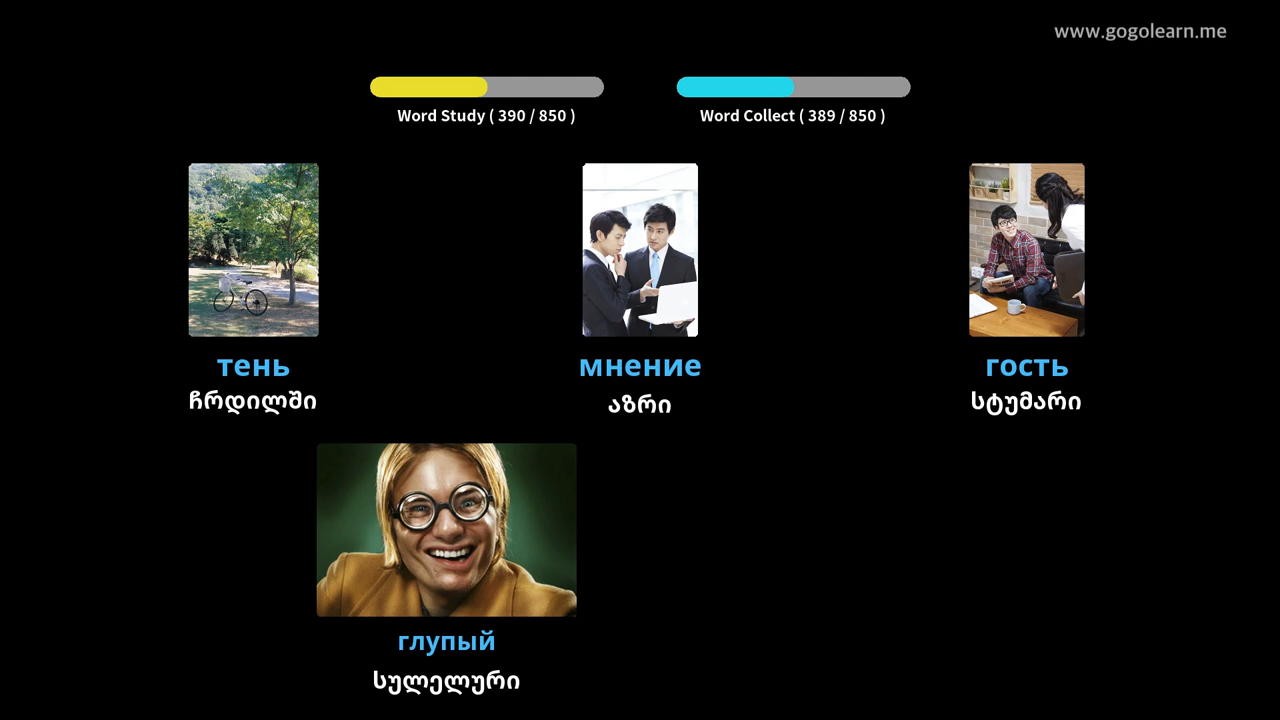 www.gogolearn.me
Word Study ( 390 / 850 )
Word Collect ( 389 / 850 )
тень
ჩრდილში
мнение
აზრი
гость
სტუმარი
глупый
სულელური